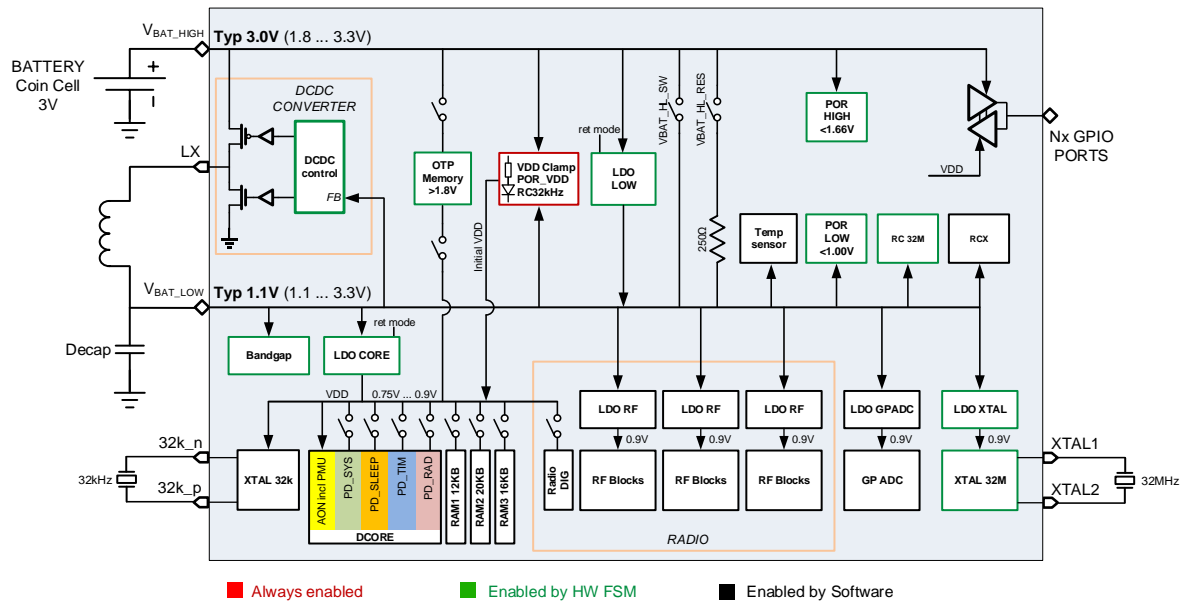 VBAT_HIGH
Typ 3.0V (1.8 ... 3.3V)
BATTERY
Coin Cell
3V
+
DCDC
CONVERTER
DCDC
control
FB
LX
OTP
Memory
>1.8V
Initial VDD
VDD Clamp
POR_VDD
RC32kHz
ret mode
LDO
LOW
VBAT_HL_SW
VBAT_HL_RES
250Ω
POR
HIGH
<1.66V
VDD
Nx GPIO
PORTS
Temp
sensor
POR
LOW
<1.00V
RC 32M
RCX
VBAT_LOW
Typ 1.1V (1.1 ... 3.3V)
Decap
Bandgap
LDO CORE
ret mode
VDD
0.75V ... 0.9V
LDO RF
LDO RF
LDO RF
LDO GPADC
LDO XTAL
0.9V
0.9V
0.9V
0.9V
0.9V
32k_n
32kHz
32k_p
XTAL 32k
AON incl PMU
PD_SYS
PD_SLEEP
PD_TIM
PD_RAD
DCORE
RAM1 12KB
RAM2 20KB
RAM3 16KB
Radio
DIG
RF Blocks
RF Blocks
RF Blocks
RADIO
GP ADC
XTAL 32M
XTAL1
XTAL2
32MHz
Always enabled
Enabled by HW FSM
Enabled by Software